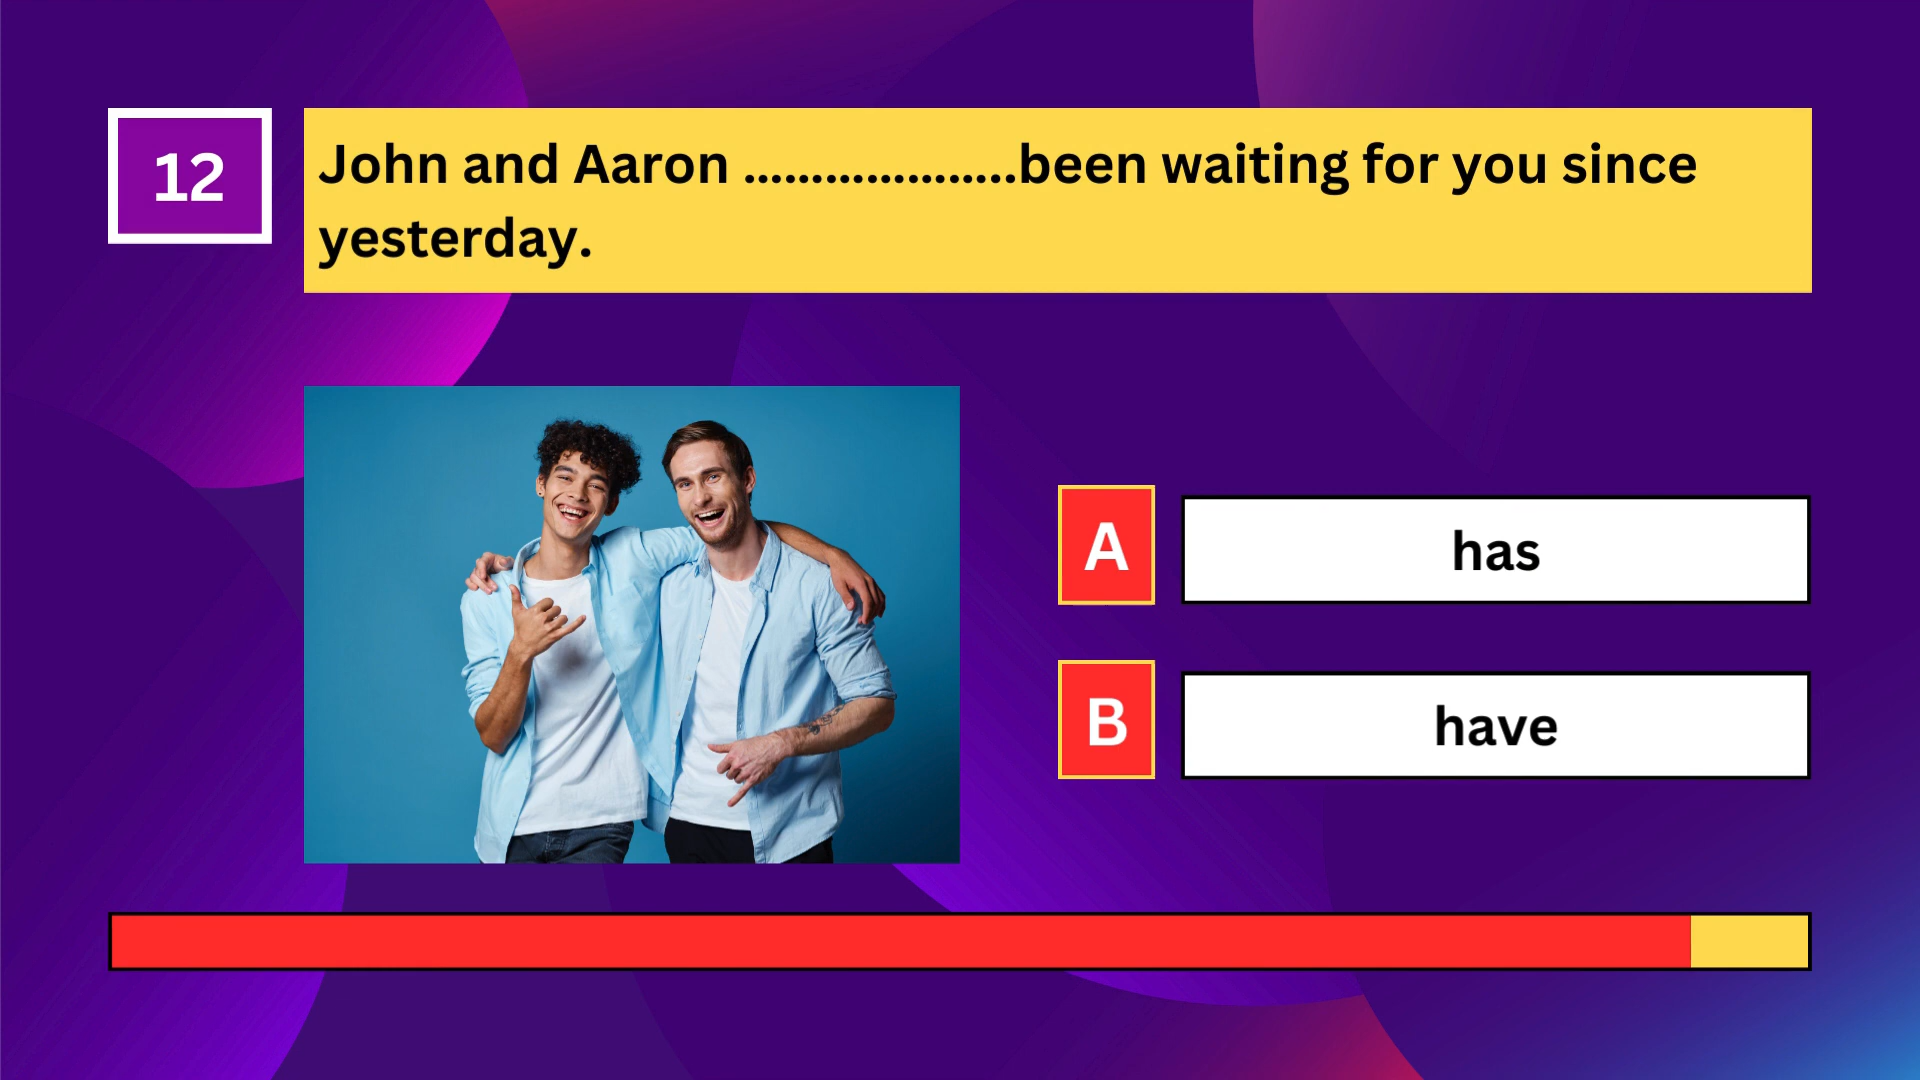 12
John and Aaron ………………..been waiting for you since
yesterday.
A
has
B
have